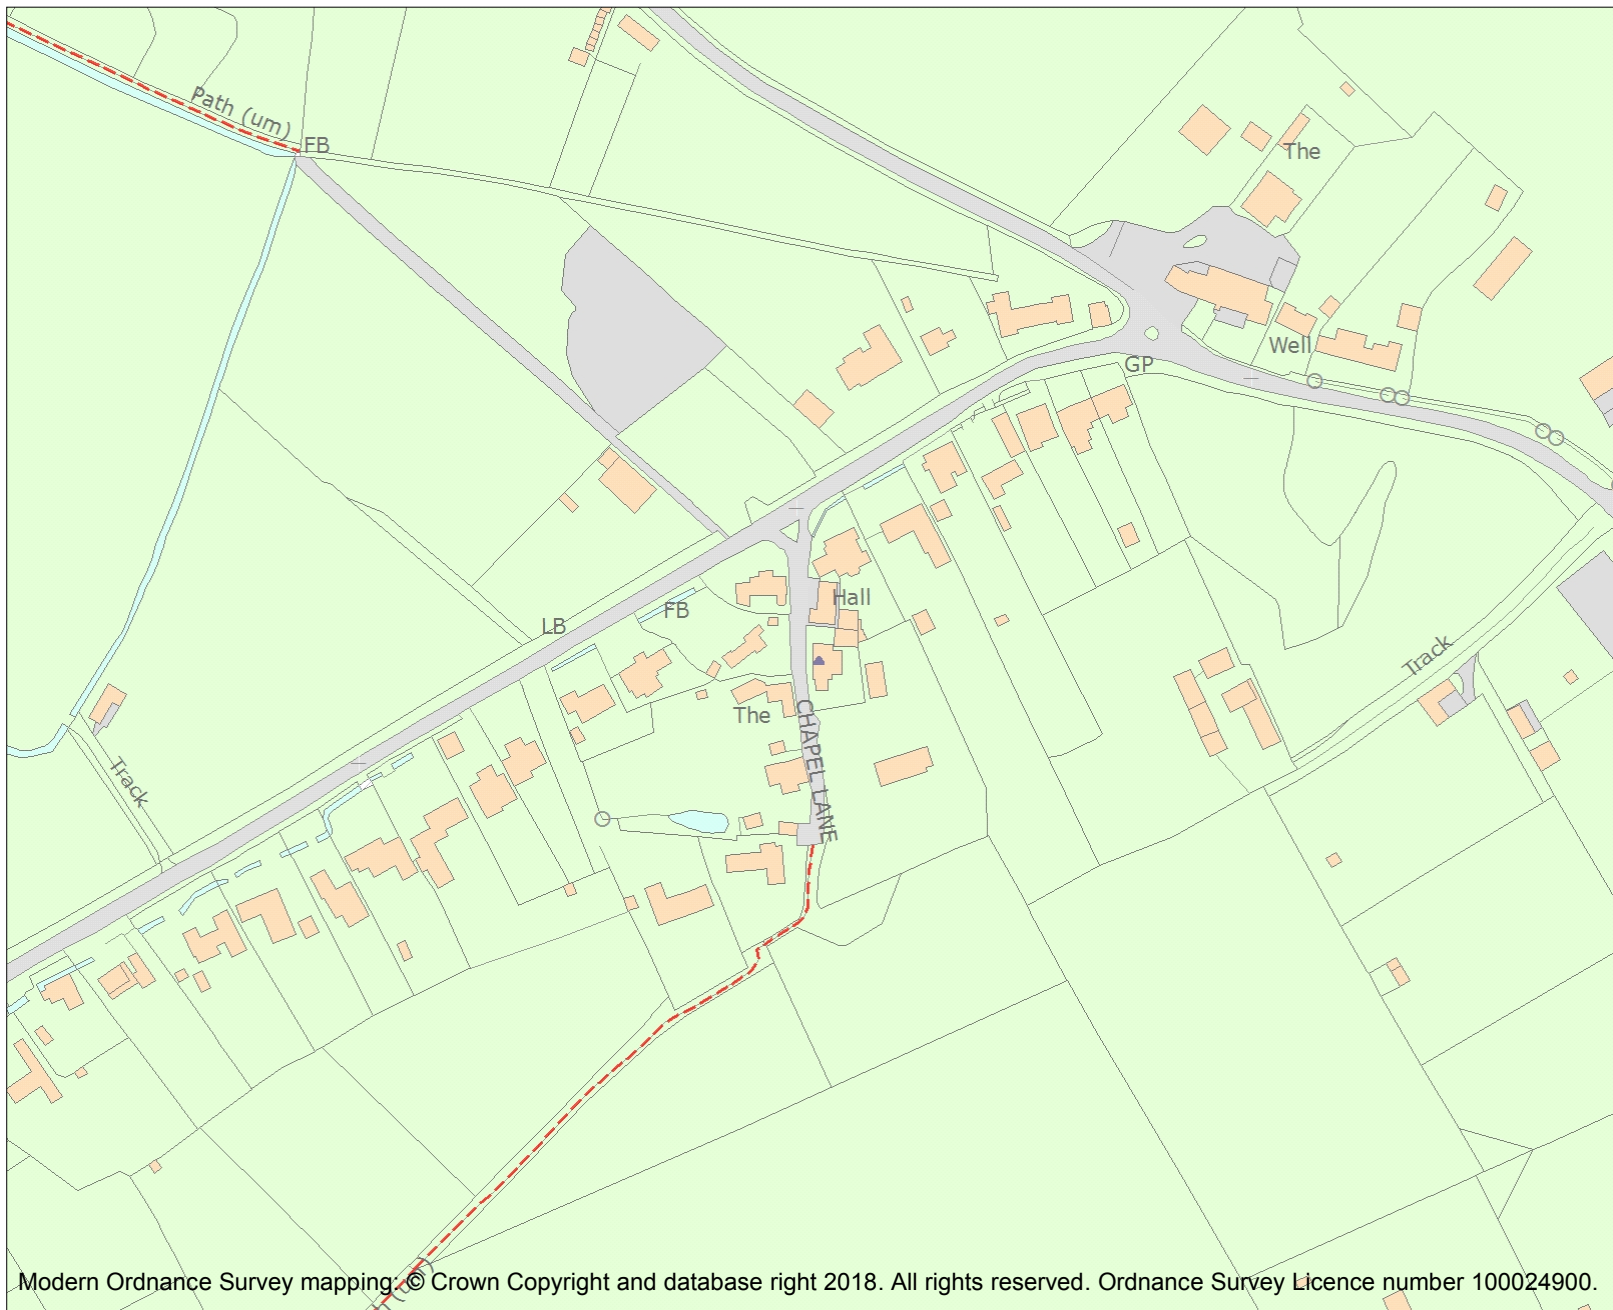 Path (um)
FB
The
Well
GP
Hall
FB
LB
Track
The
CHAPEL LANE
Track
Modern Ordnance Survey mapping: © Crown Copyright and database right 2018. All rights reserved. Ordnance Survey Licence number 100024900.